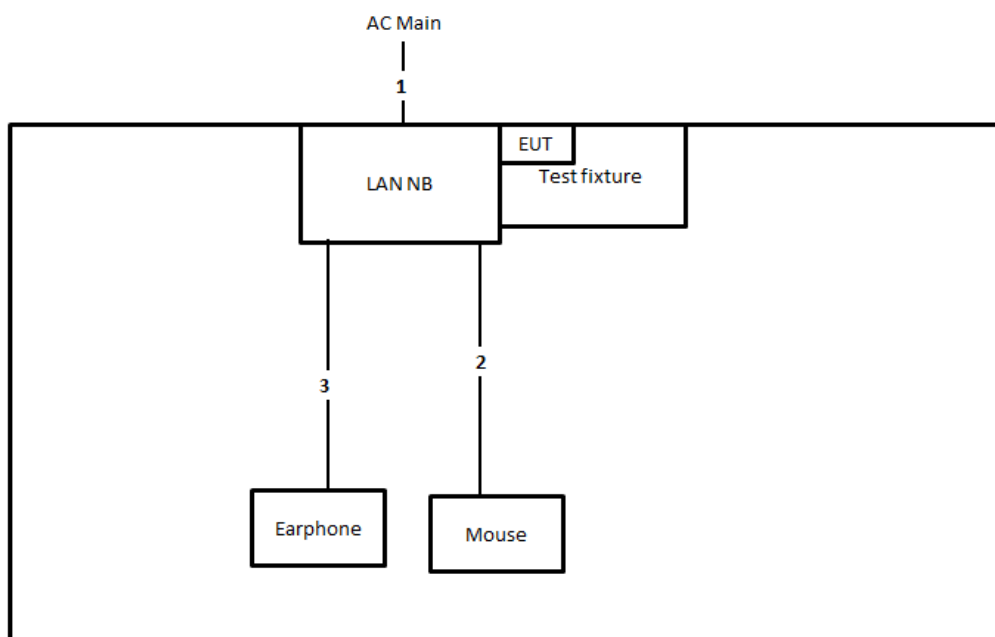 AC Main
1
EUT
LAN NB
Test fixture
2
3
Earphone
Mouse